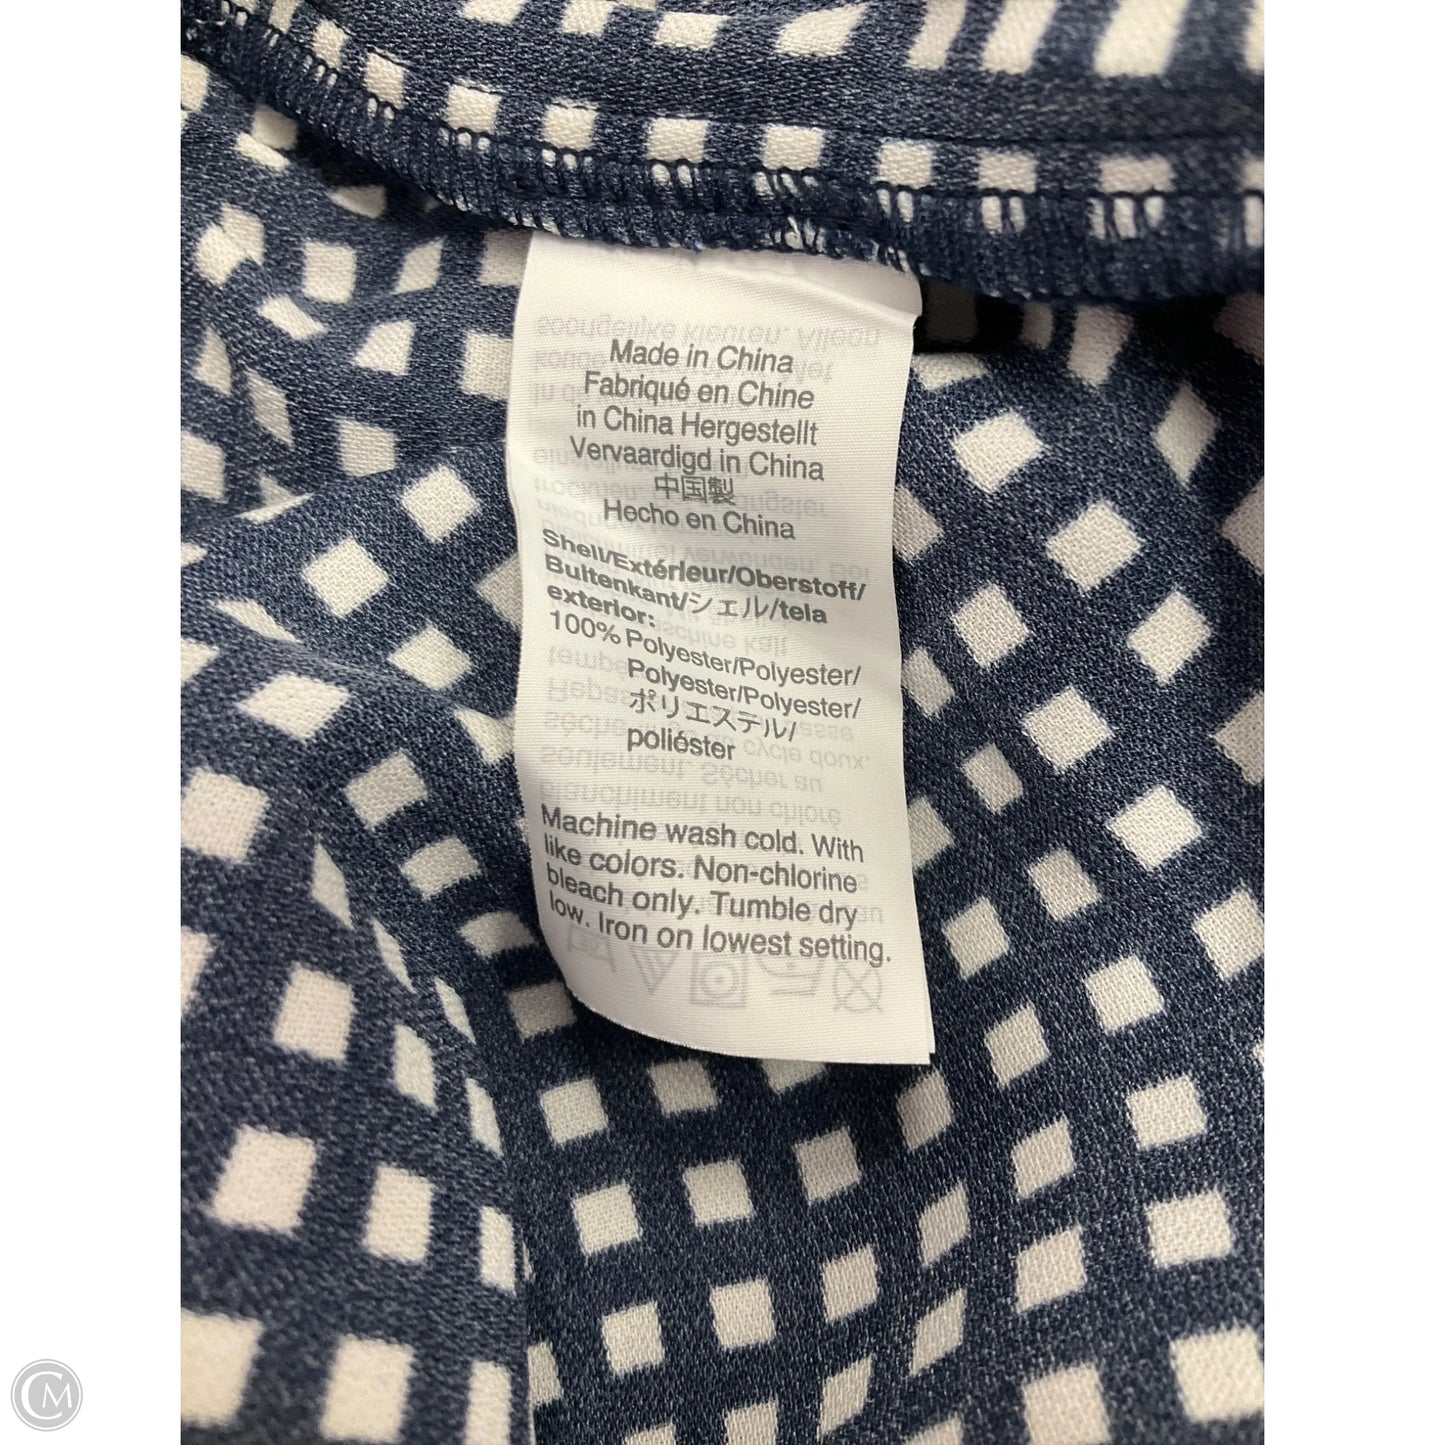 Made in China
Fabriqué en Chine
in China Hergestellt
Vervaardigd in China
中国製
Hecho en China
Shell/Extérieur/Oberstoff/
Buitenkant/シェル/tela
exterior:
100% Polyester/Polyester/
Polyester/Polyester/
ポリエステル/
poliéster
Machine wash cold. With
like colors. Non-chlorine
bleach only. Tumble dry
low. Iron on lowest setting.
CM